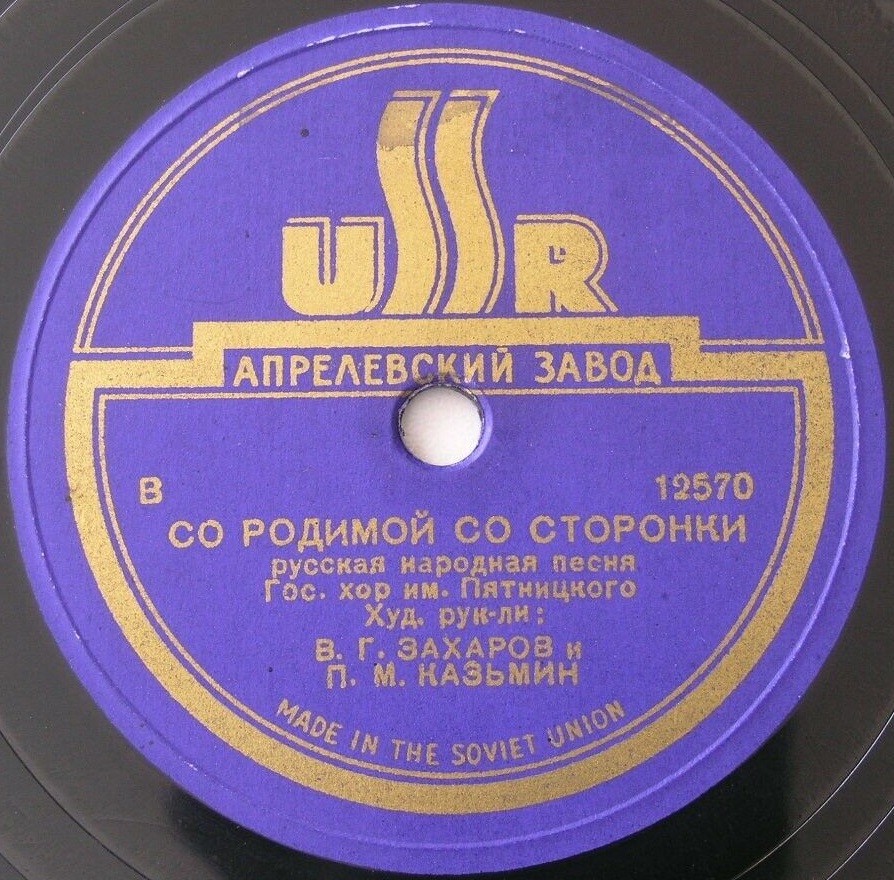 USSR
АПРЕЛЕВСКИЙ ЗАВОД
В 12570
СО РОДИМОЙ СО СТОРОНКИ
русская народная песня
Гос. хор им. Пятницкого
Худ. рук-ли:
В. Г. ЗАХАРОВ и
П. М. КАЗЬМИН
MADE IN THE SOVIET UNION